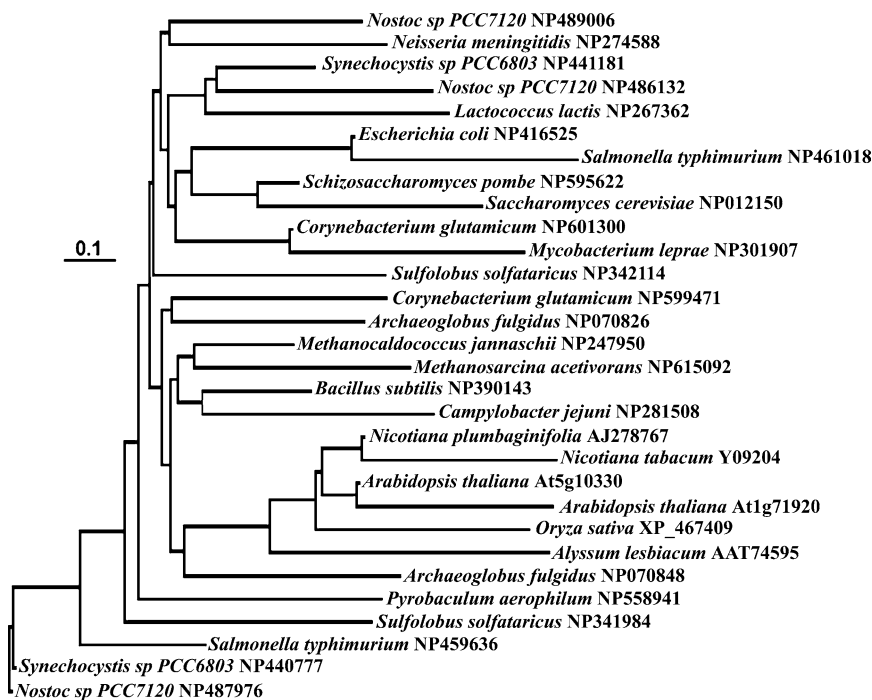 Nostoc sp PCC7120 NP489006
Neisseria meningitidis NP274588
Synechocystis sp PCC6803 NP441181
Nostoc sp PCC7120 NP486132
Lactococcus lactis NP267362
Escherichia coli NP416525
Salmonella typhimurium NP461018
Schizosaccharomyces pombe NP595622
Saccharomyces cerevisiae NP012150
Corynebacterium glutamicum NP601300
0.1
Mycobacterium leprae NP301907
Sulfolobus solfataricus NP342114
Corynebacterium glutamicum NP599471
Archaeoglobus fulgidus NP070826
Methanocaldococcus jannaschii NP247950
Methanosarcina acetivorans NP615092
Bacillus subtilis NP390143
Campylobacter jejuni NP281508
Nicotiana plumbaginifolia AJ278767
Nicotiana tabacum Y09204
Arabidopsis thaliana At5g10330
Arabidopsis thaliana At1g71920
Oryza sativa XP_467409
Alyssum lesbiacum AAT74595
Archaeoglobus fulgidus NP070848
Pyrobaculum aerophilum NP558941
Sulfolobus solfataricus NP341984
Salmonella typhimurium NP459636
Synechocystis sp PCC6803 NP440777
Nostoc sp PCC7120 NP487976